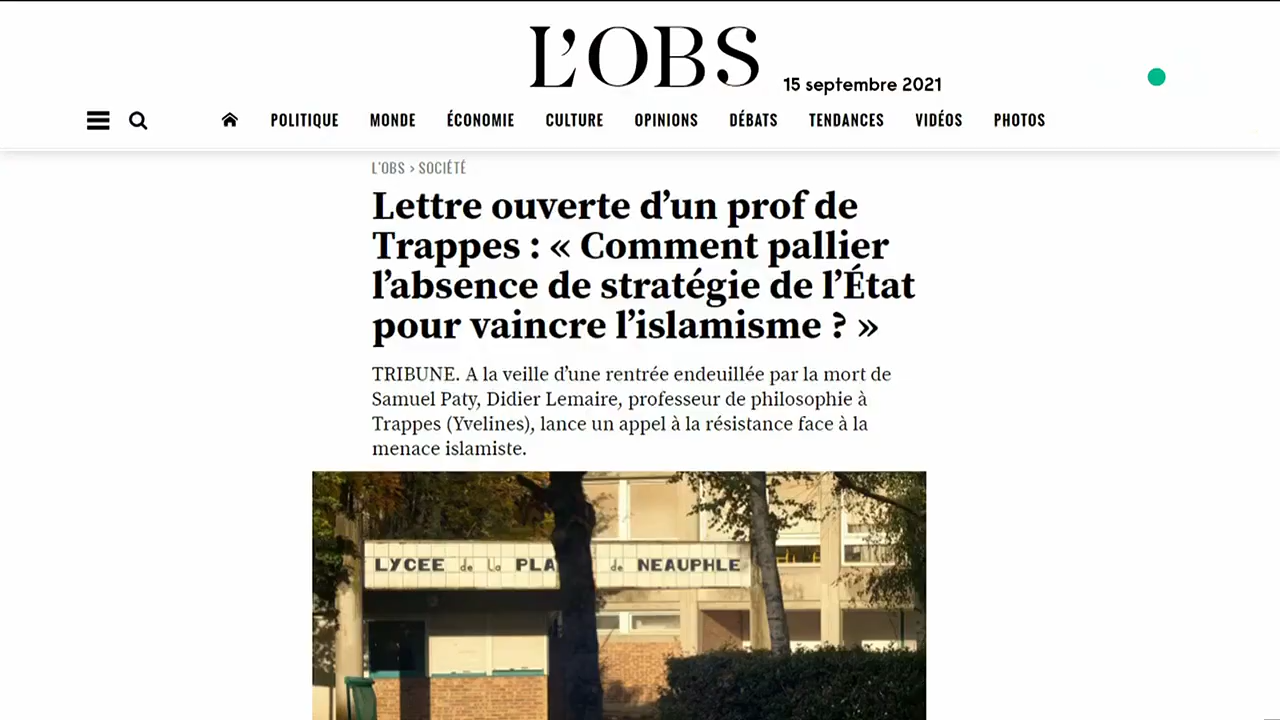 L'OBS
15 septembre 2021
POLITIQUE MONDE ÉCONOMIE CULTURE OPINIONS DÉBATS TENDANCES VIDÉOS PHOTOS
L'OBS > SOCIÉTÉ
Lettre ouverte d’un prof de
Trappes : « Comment pallier
l’absence de stratégie de l’État
pour vaincre l’islamisme ? »
TRIBUNE. A la veille d’une rentrée endeuillée par la mort de
Samuel Paty, Didier Lemaire, professeur de philosophie à
Trappes (Yvelines), lance un appel à la résistance face à la
menace islamiste.
LYCEE de la PLA de NEAUPHLE